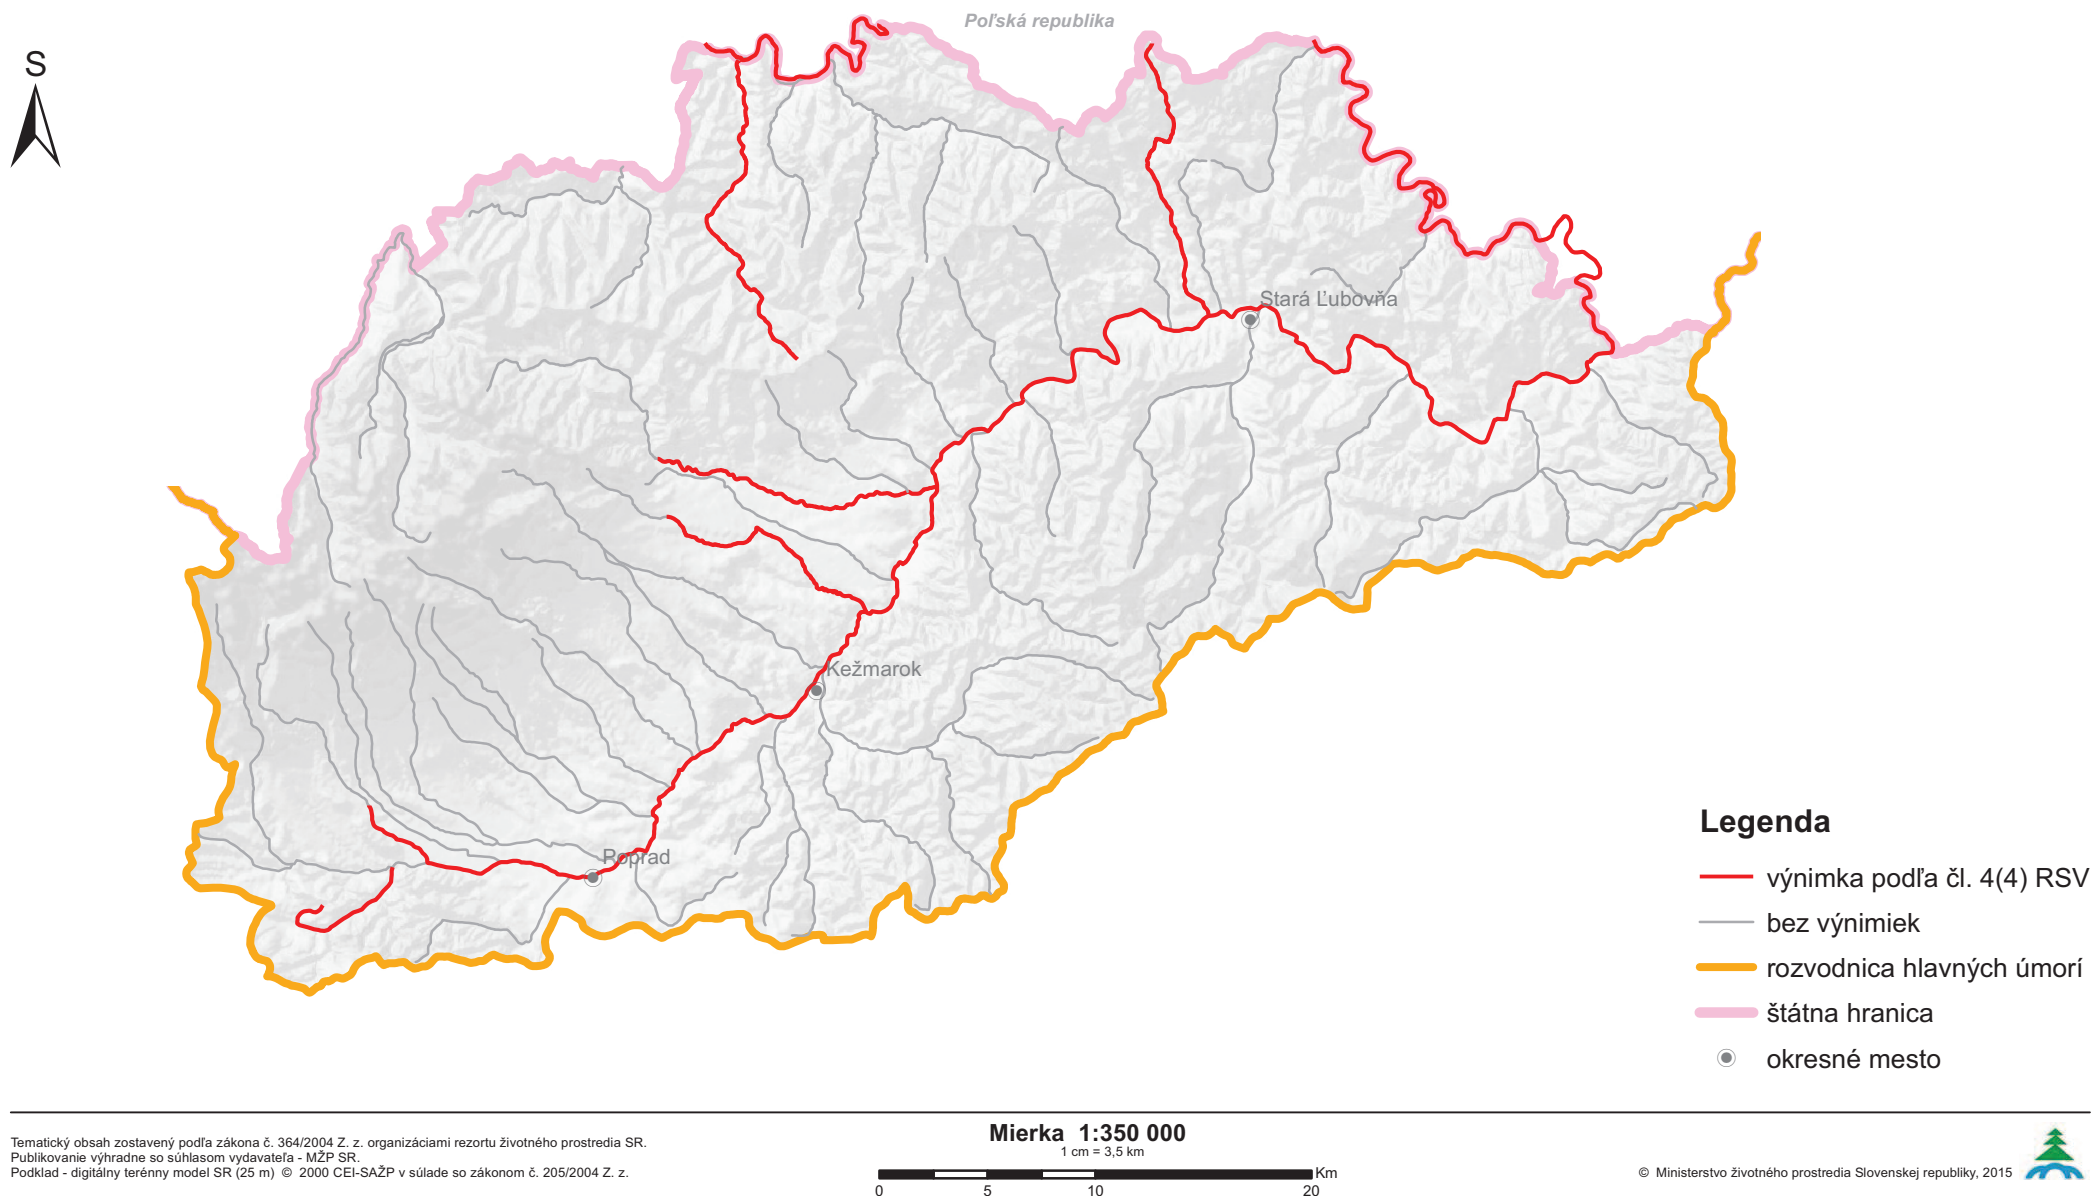 Poľská republika
S
Stará Ľubovňa
Kežmarok
Poprad
Legenda
výnimka podľa čl. 4(4) RSV
bez výnimiek
rozvodnica hlavných úmorí
štátna hranica
okresné mesto
Tematický obsah zostavený podľa zákona č. 364/2004 Z. z. organizáciami rezortu životného prostredia SR.
Publikovanie výhradne so súhlasom vydavateľa - MŽP SR.
Podklad - digitálny terénny model SR (25 m) © 2000 CEI-SAŽP v súlade so zákonom č. 205/2004 Z. z.
Mierka 1:350 000
1 cm = 3,5 km
Km
0 5 10 20
© Ministerstvo životného prostredia Slovenskej republiky, 2015